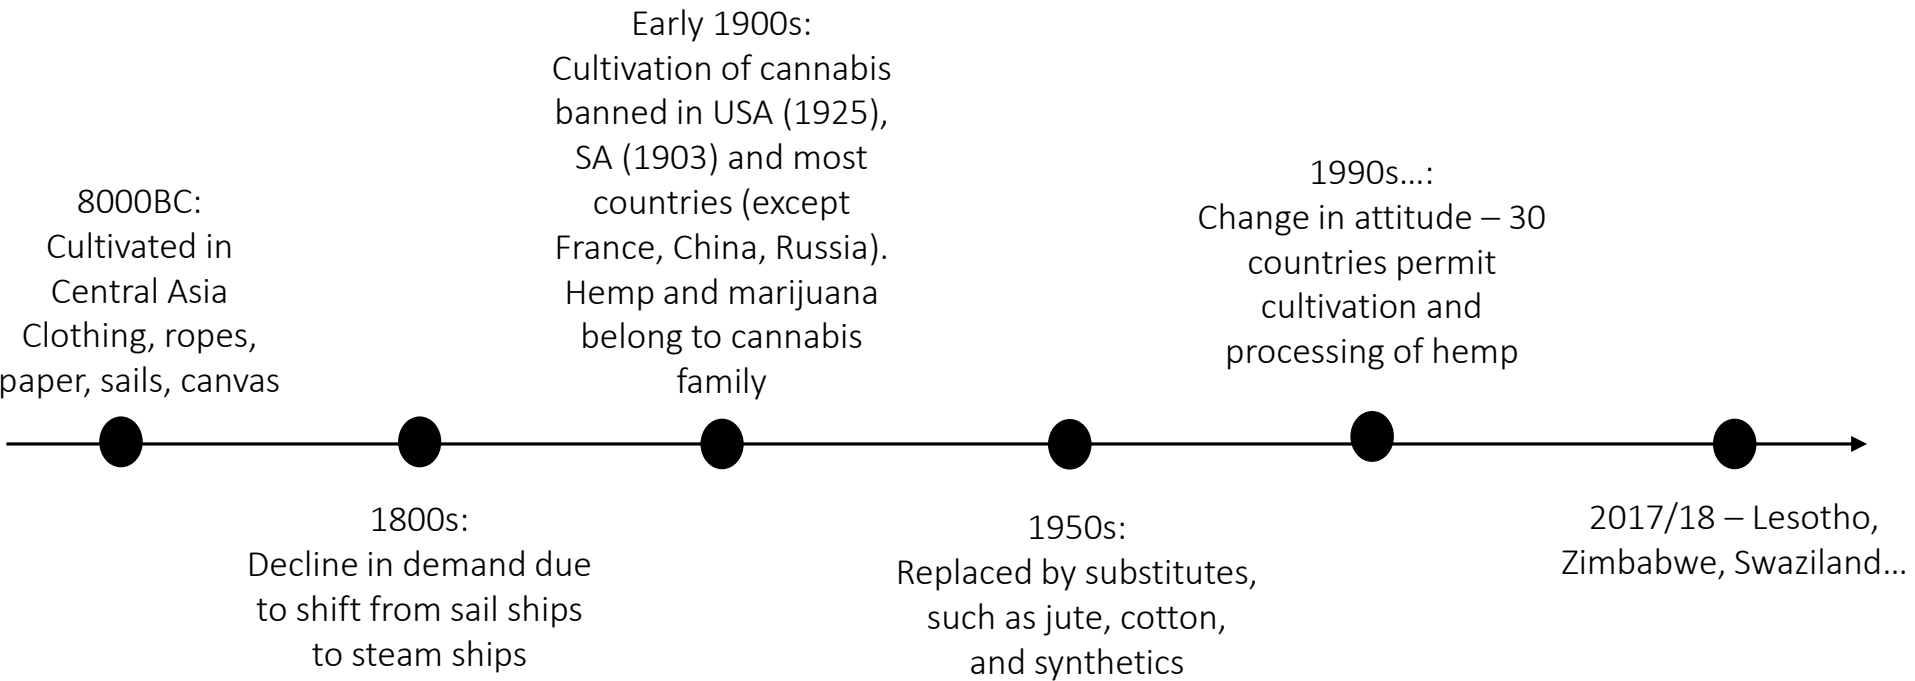 8000BC:
Cultivated in
Central Asia
Clothing, ropes,
paper, sails, canvas
1800s:
Decline in demand due
to shift from sail ships
to steam ships
Early 1900s:
Cultivation of cannabis
banned in USA (1925),
SA (1903) and most
countries (except
France, China, Russia).
Hemp and marijuana
belong to cannabis
family
1950s:
Replaced by substitutes,
such as jute, cotton,
and synthetics
1990s…:
Change in attitude – 30
countries permit
cultivation and
processing of hemp
2017/18 – Lesotho,
Zimbabwe, Swaziland…